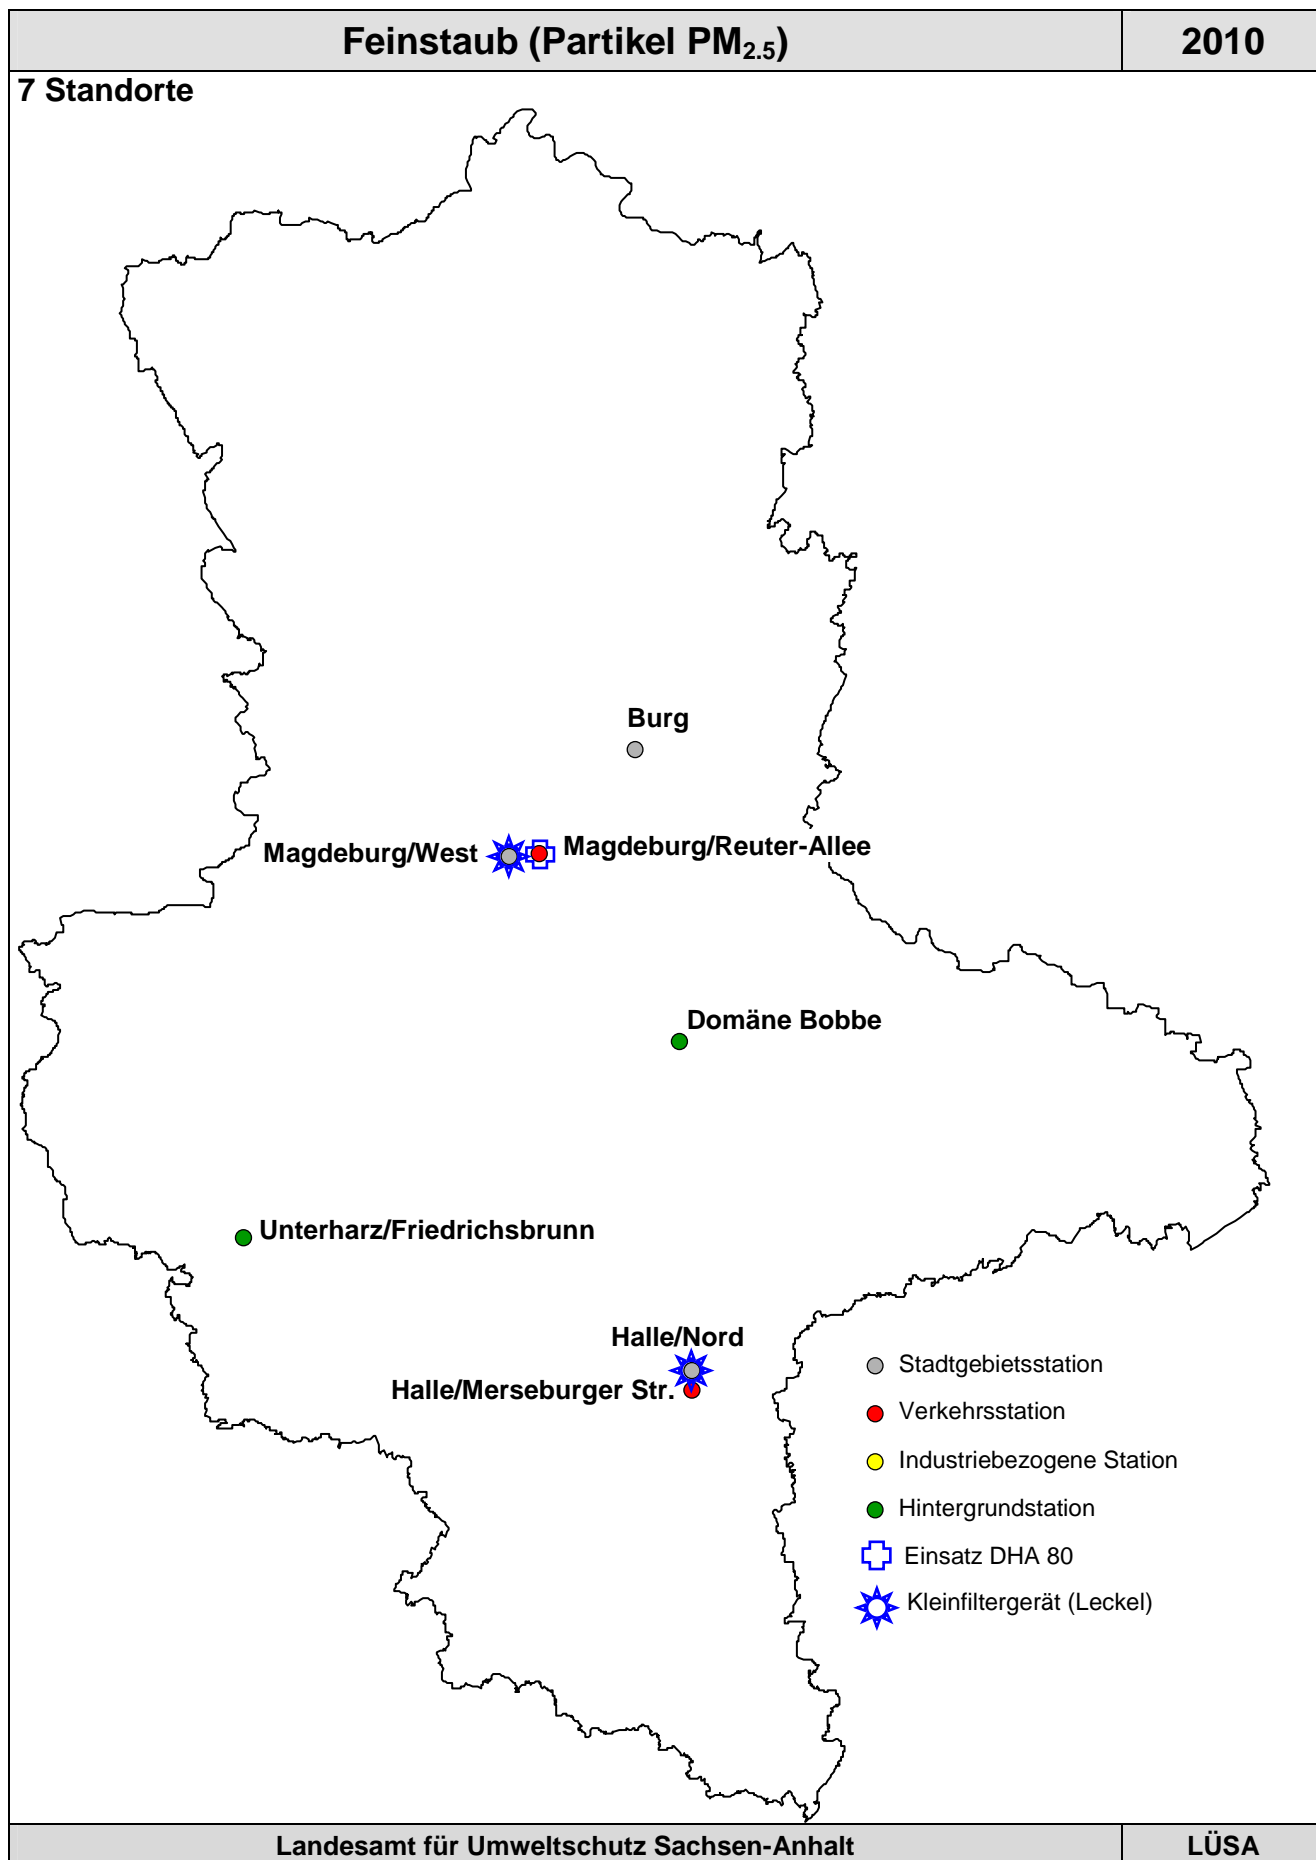 Feinstaub (Partikel PM2.5)
2010
7 Standorte
Burg
Magdeburg/West
Magdeburg/Reuter-Allee
Domäne Bobbe
Unterharz/Friedrichsbrunn
Halle/Nord
Halle/Merseburger Str.
Stadtgebietsstation
Verkehrsstation
Industriebezogene Station
Hintergrundstation
Einsatz DHA 80
Kleinfiltergerät (Leckel)
Landesamt für Umweltschutz Sachsen-Anhalt
LÜSA